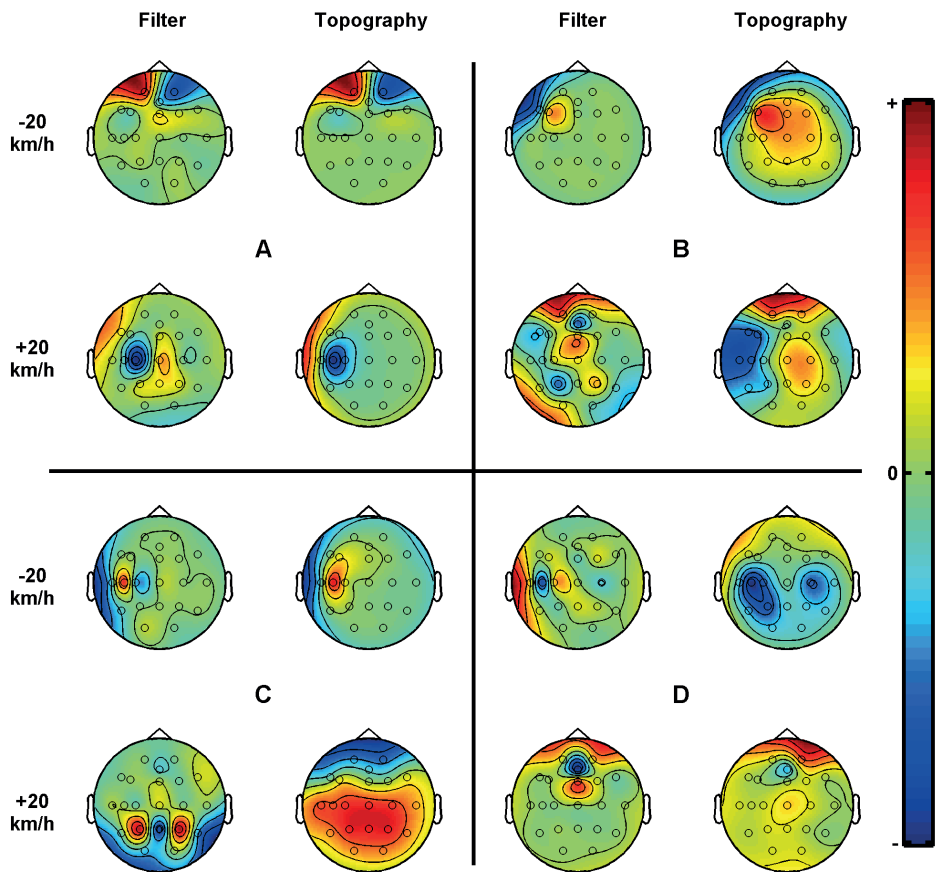 Filter Topography Filter Topography
-20
km/h
+
A B
+20
km/h
0
-20
km/h
C D
+20
km/h
-